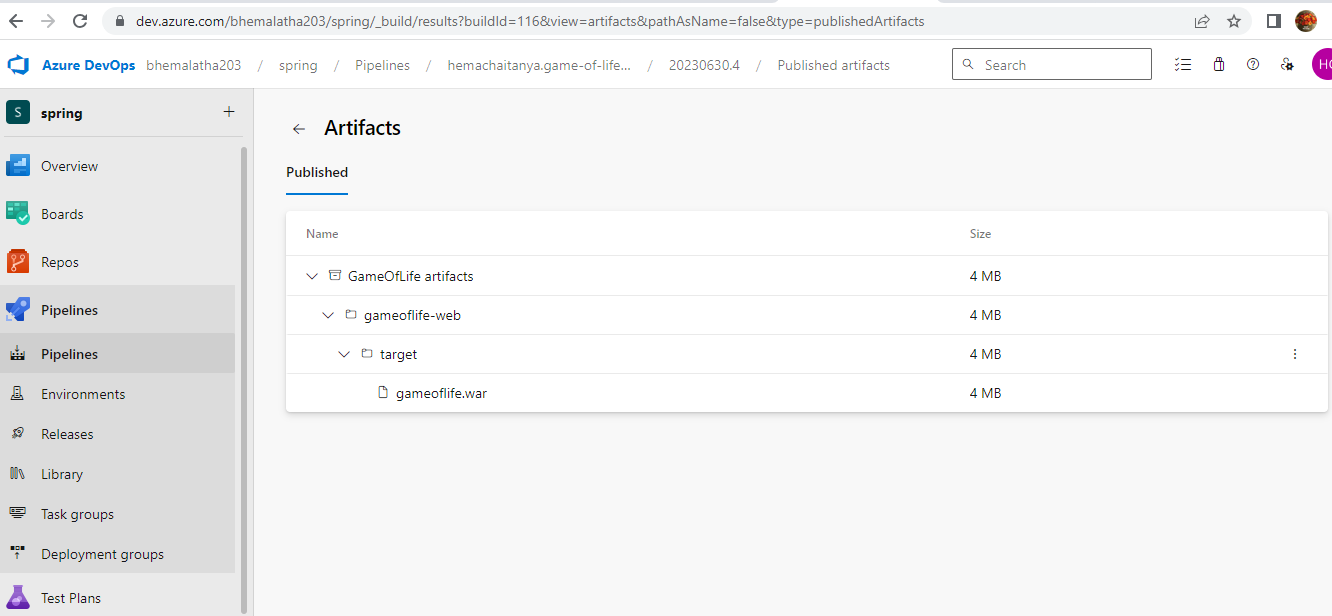 dev.azure.com/bhemalatha203/spring/_build/results?buildId=116&view=artifacts&pathAsName=false&type=publishedArtifacts
Azure DevOps bhemalatha203 / spring / Pipelines / hemachaitanya.game-of-life... / 20230630.4 / Published artifacts Search HC
S spring +
Artifacts
Published
Overview
Boards
Repos
Pipelines
Pipelines
Environments
Releases
Library
Task groups
Deployment groups
Test Plans
Name Size
GameOfLife artifacts 4 MB
gameoflife-web 4 MB
target 4 MB
gameoflife.war 4 MB